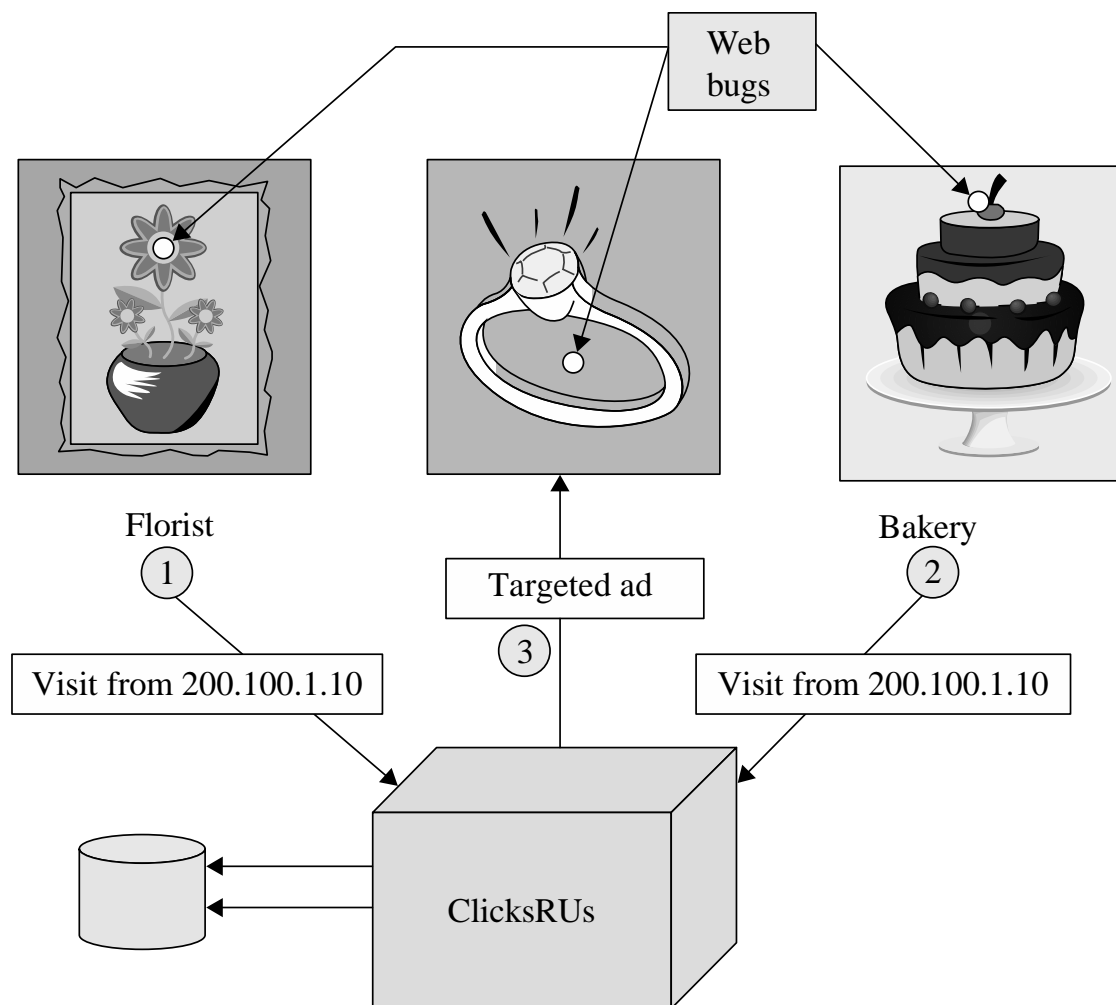 Web
bugs
Florist
Bakery
1
2
Targeted ad
3
Visit from 200.100.1.10
Visit from 200.100.1.10
ClicksRUs